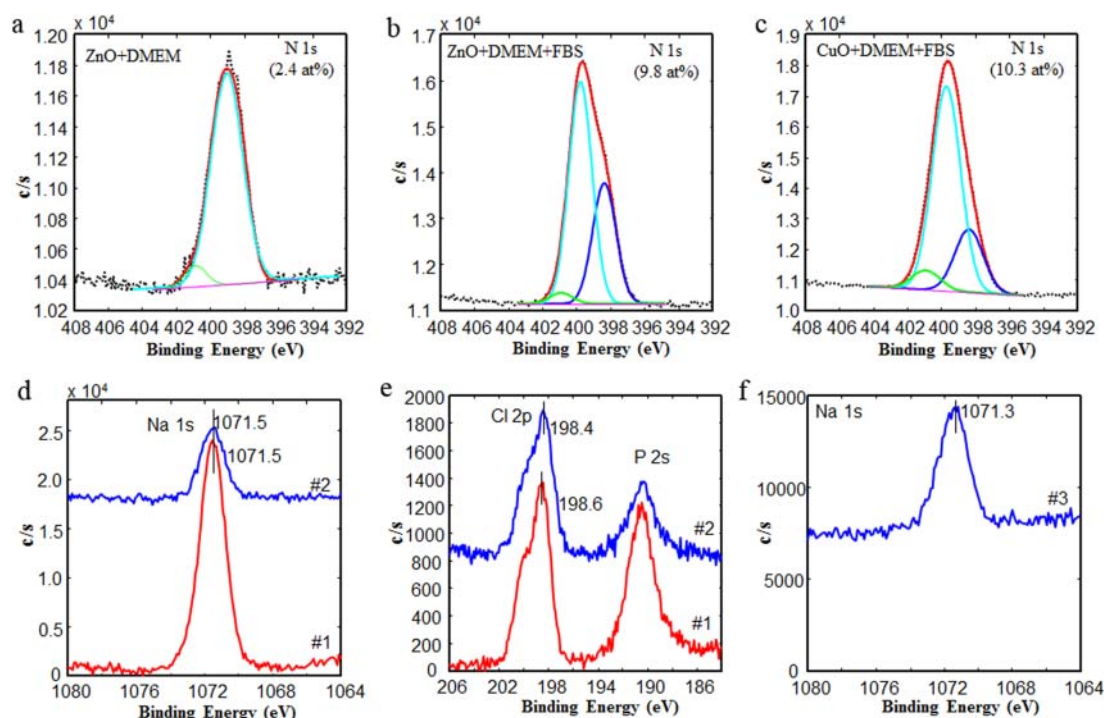 a
x 10⁴
1.20
1.18
1.16
1.14
1.12
1.10
1.08
1.06
1.04
1.02
c/s
ZnO+DMEM
N 1s
(2.4 at%)
408 406 404 402 400 398 396 394 392
Binding Energy (eV)
b
x 10⁴
1.7
1.6
1.5
1.4
1.3
1.2
1.1
c/s
ZnO+DMEM+FBS
N 1s
(9.8 at%)
408 406 404 402 400 398 396 394 392
Binding Energy (eV)
c
x 10⁴
1.9
1.8
1.7
1.6
1.5
1.4
1.3
1.2
1.1
1.0
c/s
CuO+DMEM+FBS
N 1s
(10.3 at%)
408 406 404 402 400 398 396 394 392
Binding Energy (eV)
d
x 10⁴
2.5
2
1.5
1
0.5
0
c/s
Na 1s
1071.5
1071.5
#2
#1
1080 1076 1072 1068 1064
Binding Energy (eV)
e
2000
1800
1600
1400
1200
1000
800
600
400
200
0
c/s
Cl 2p
198.4
P 2s
198.6
#2
#1
206 202 198 194 190 186
Binding Energy (eV)
f
15000
10000
5000
0
c/s
Na 1s
1071.3
#3
1080 1076 1072 1068 1064
Binding Energy (eV)